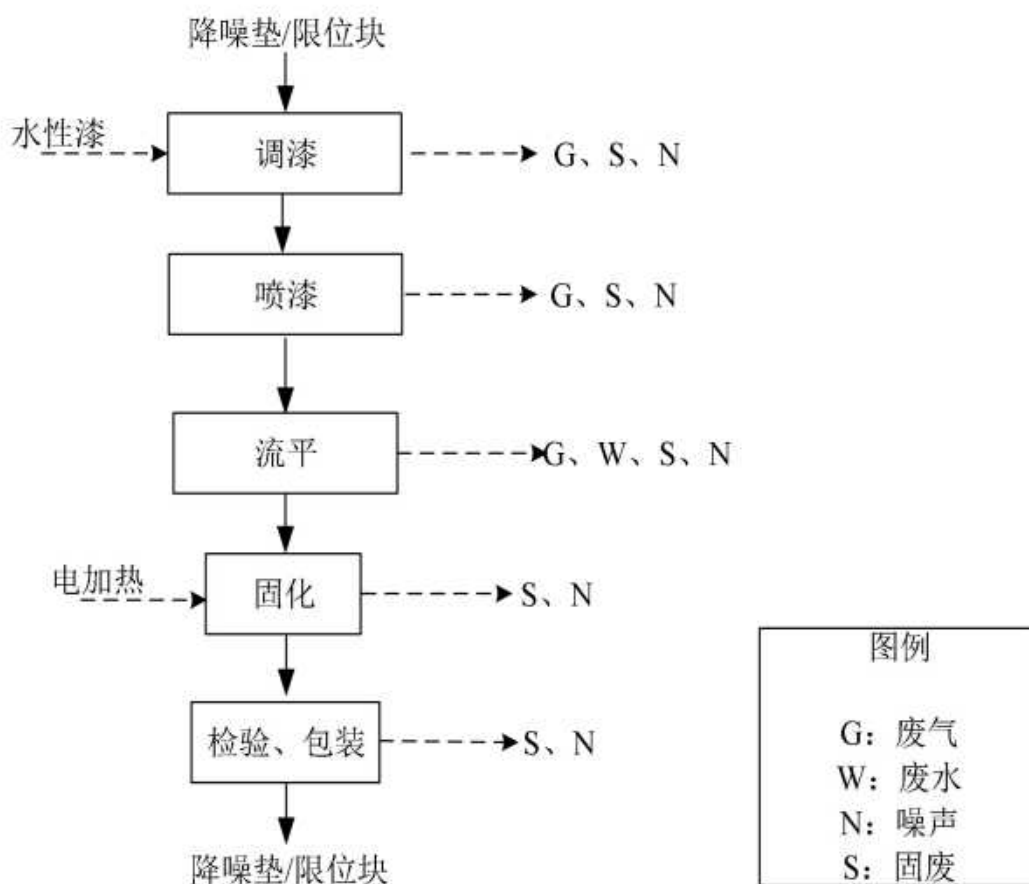 降噪垫/限位块
水性漆
调漆
G、S、N
喷漆
G、S、N
流平
G、W、S、N
电加热
固化
S、N
检验、包装
S、N
降噪垫/限位块
图例
G：废气
W：废水
N：噪声
S：固废